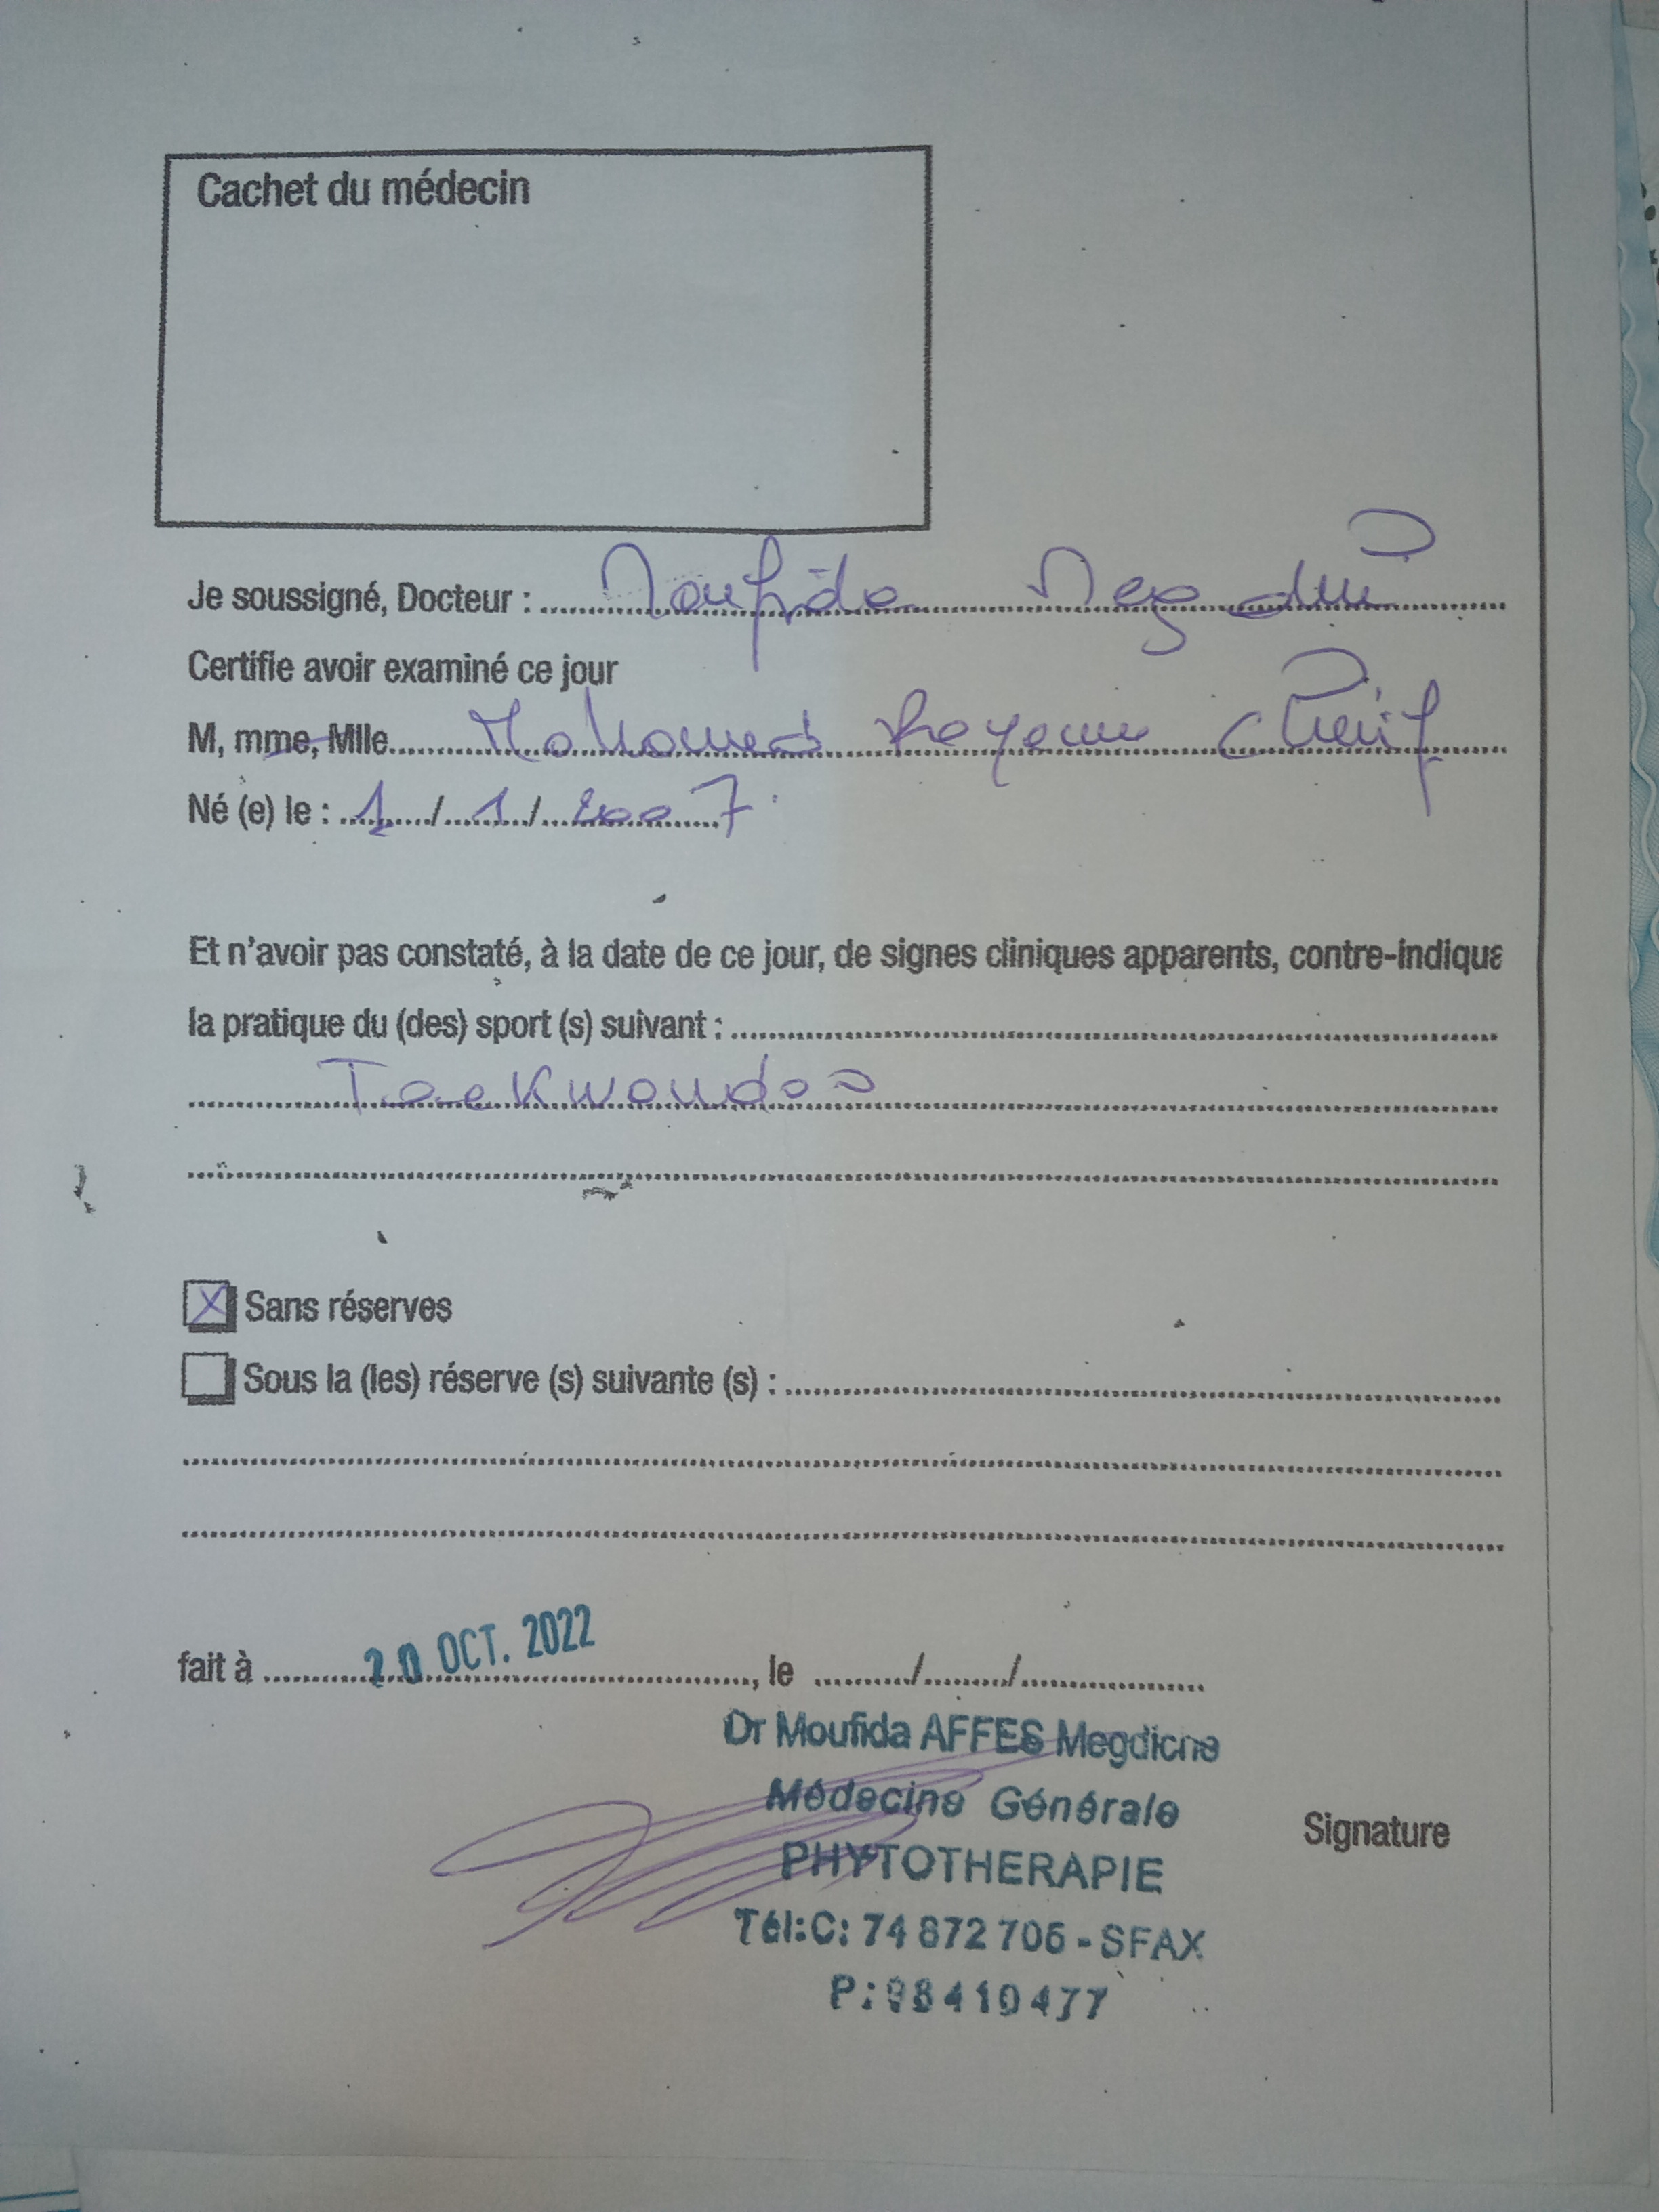 Cachet du médecin
Je soussigné, Docteur : Moufida Megdiche
Certifie avoir examiné ce jour
M, mme, Mlle Mohamed Rayenne Cherif
Né (e) le : 1 / 1 / 2007
Et n'avoir pas constaté, à la date de ce jour, de signes cliniques apparents, contre-indiqua
la pratique du (des) sport (s) suivant :
Taekwondoo
X Sans réserves
Sous la (les) réserve (s) suivante (s) :
fait à 20 OCT. 2022, le / /
Dr Moufida AFFES Megdiche
Médecine Générale
Signature
PHYTOTHERAPIE
Tél:C: 74 872 706 - SFAX
P: 98 410 477